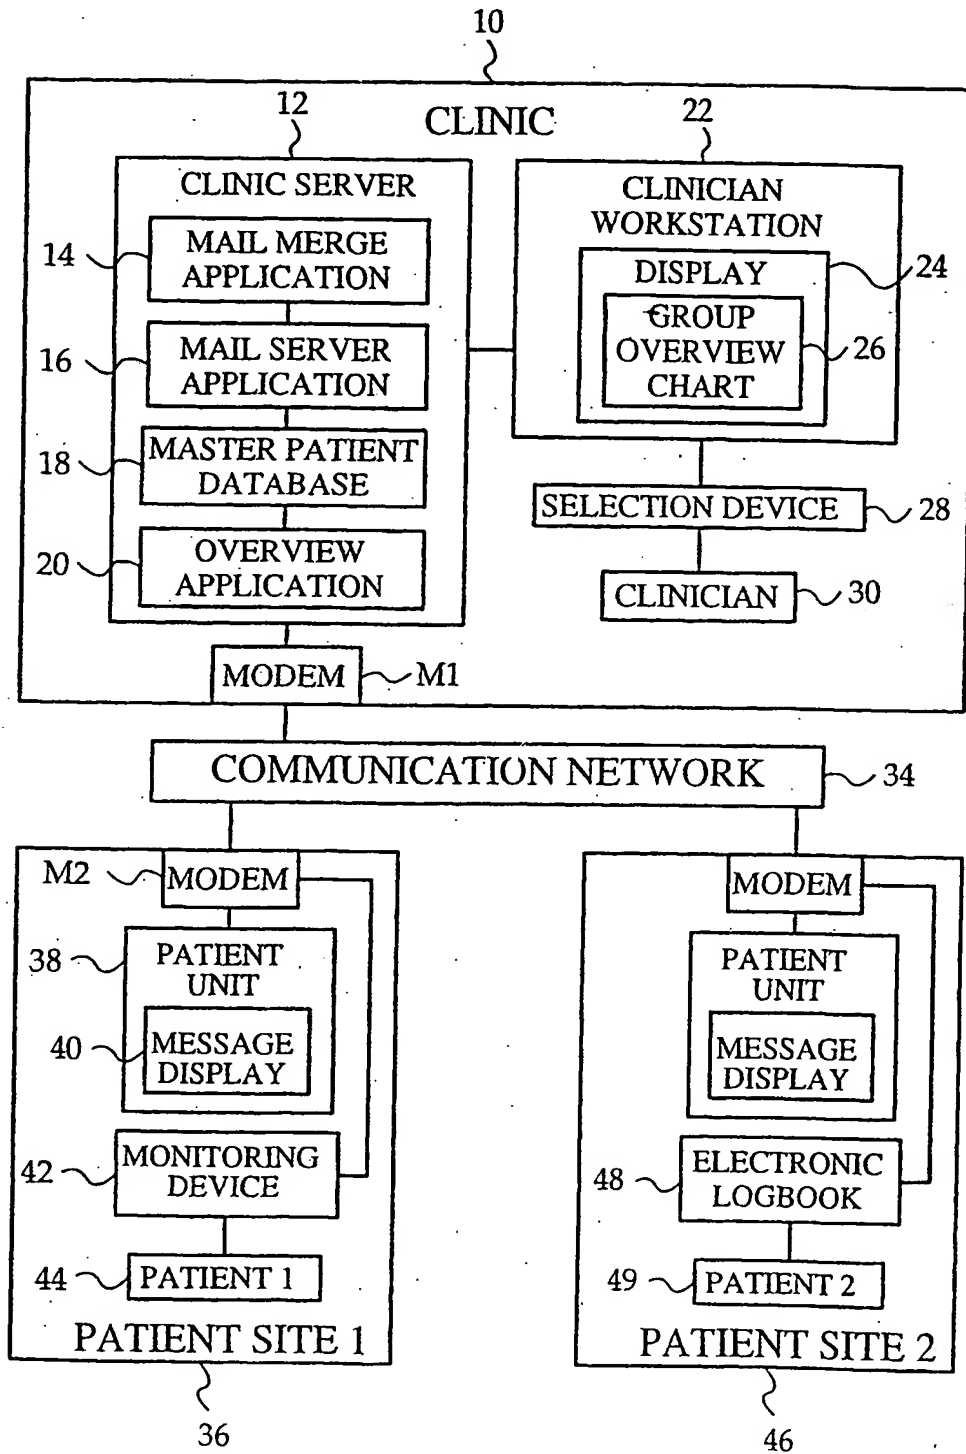 10
CLINIC
12
22
CLINIC SERVER
CLINICIAN
WORKSTATION
14
MAIL MERGE
APPLICATION
DISPLAY
24
GROUP
OVERVIEW
CHART
26
16
MAIL SERVER
APPLICATION
18
MASTER PATIENT
DATABASE
SELECTION DEVICE
28
20
OVERVIEW
APPLICATION
CLINICIAN
30
MODEM
M1
COMMUNICATION NETWORK
34
M2
MODEM
38
PATIENT
UNIT
40
MESSAGE
DISPLAY
42
MONITORING
DEVICE
44
PATIENT 1
PATIENT SITE 1
36
MODEM
PATIENT
UNIT
MESSAGE
DISPLAY
48
ELECTRONIC
LOGBOOK
49
PATIENT 2
PATIENT SITE 2
46